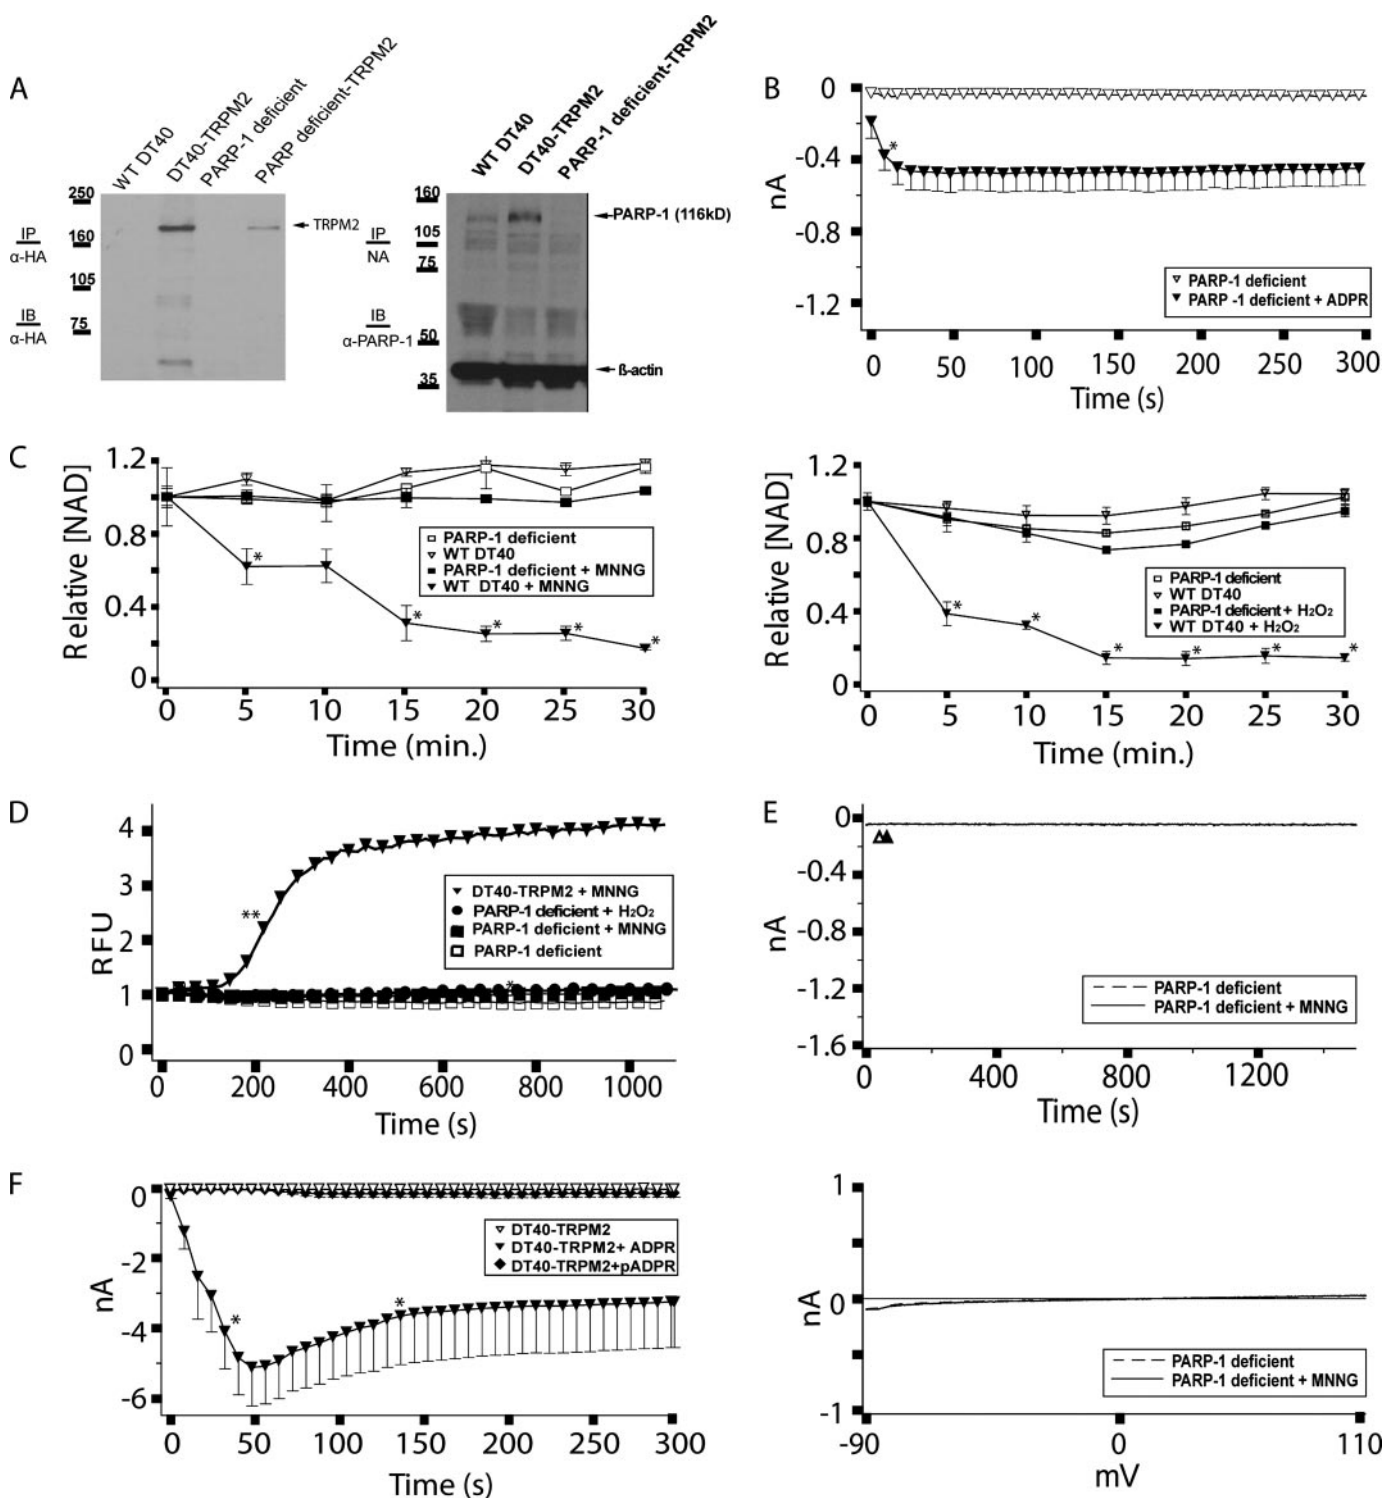 A
WT DT40
DT40-TRPM2
PARP-1 deficient
PARP deficient-TRPM2
250
160
105
75
IP
α-HA
IB
α-HA
TRPM2
WT DT40
DT40-TRPM2
PARP-1 deficient-TRPM2
160
105
75
50
35
IP
NA
IB
α-PARP-1
PARP-1 (116kD)
ß-actin
B
0
-0.4
-0.8
-1.2
nA
PARP-1 deficient
PARP -1 deficient + ADPR
*
0 50 100 150 200 250 300
Time (s)
C
1.2
0.8
0.4
0
Relative [NAD]
PARP-1 deficient
WT DT40
PARP-1 deficient + MNNG
WT DT40 + MNNG
* * * * *
0 5 10 15 20 25 30
Time (min.)
1.2
0.8
0.4
0
Relative [NAD]
PARP-1 deficient
WT DT40
PARP-1 deficient + H2O2
WT DT40 + H2O2
* * * * * *
0 5 10 15 20 25 30
Time (min.)
D
4
3
2
1
0
RFU
**
*
DT40-TRPM2 + MNNG
PARP-1 deficient + H2O2
PARP-1 deficient + MNNG
PARP-1 deficient
0 200 400 600 800 1000
Time (s)
E
0
-0.4
-0.8
-1.2
-1.6
nA
PARP-1 deficient
PARP-1 deficient + MNNG
0 400 800 1200
Time (s)
F
0
-2
-4
-6
nA
* *
DT40-TRPM2
DT40-TRPM2+ ADPR
DT40-TRPM2+pADPR
0 50 100 150 200 250 300
Time (s)
1
0
-1
nA
PARP-1 deficient
PARP-1 deficient + MNNG
-90 0 110
mV